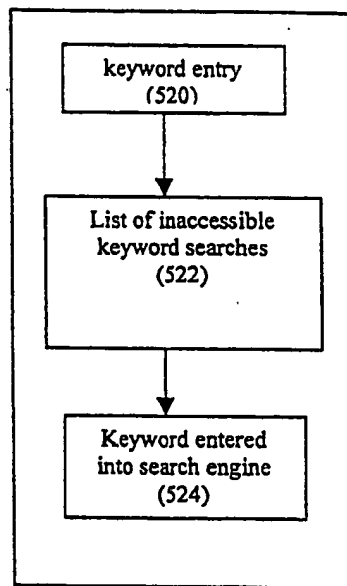 keyword entry
(520)
List of inaccessible
keyword searches
(522)
Keyword entered
into search engine
(524)